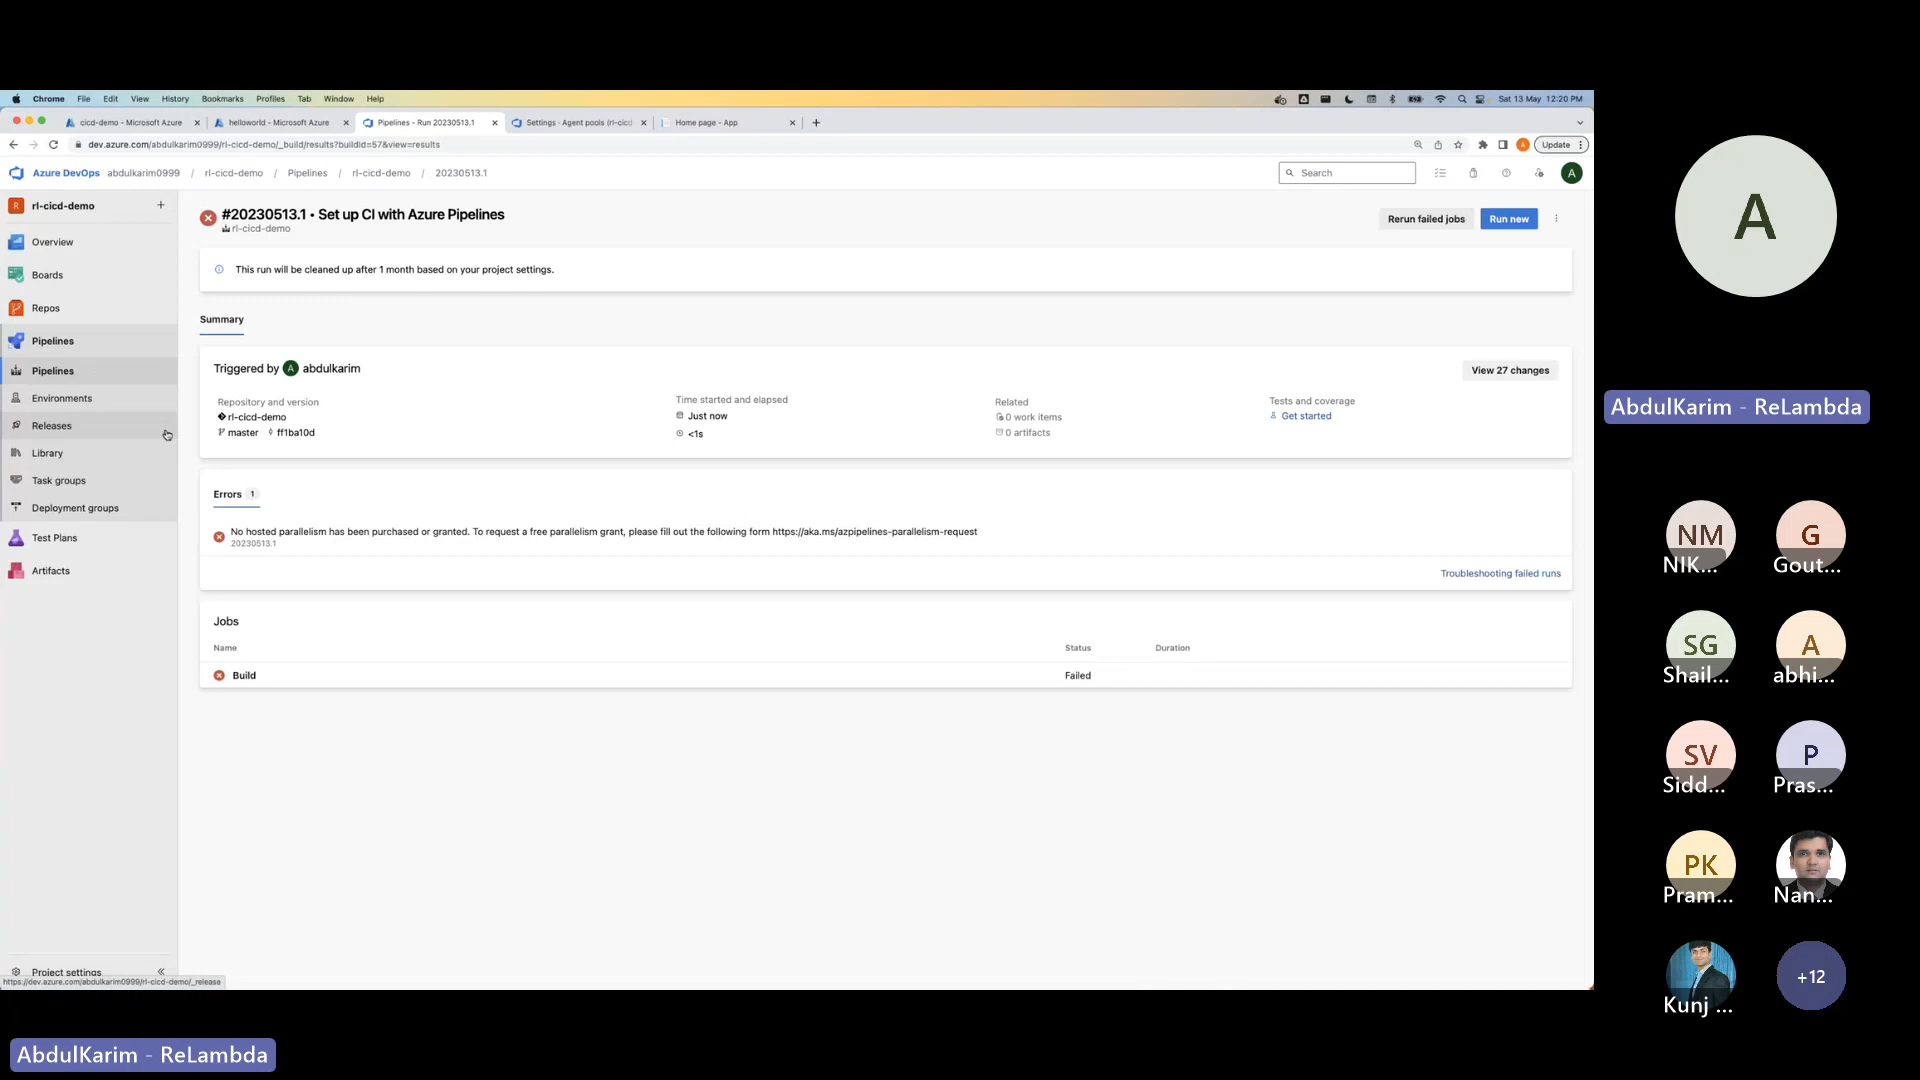 Chrome File Edit View History Bookmarks Profiles Tab Window Help
Sat 13 May 12:20 PM
cicd-demo - Microsoft Azure
helloworld - Microsoft Azure
Pipelines - Run 20230513.1
Settings · Agent pools (rl-cicd
Home page - App
dev.azure.com/abdulkarim0999/rl-cicd-demo/_build/results?buildId=57&view=results
A
Update
Azure DevOps abdulkarim0999 / rl-cicd-demo / Pipelines / rl-cicd-demo / 20230513.1
Search
A
R rl-cicd-demo
Overview
Boards
Repos
Pipelines
Pipelines
Environments
Releases
Library
Task groups
Deployment groups
Test Plans
Artifacts
Project settings
https://dev.azure.com/abdulkarim0999/rl-cicd-demo/_release
#20230513.1 • Set up CI with Azure Pipelines
rl-cicd-demo
Rerun failed jobs
Run new
This run will be cleaned up after 1 month based on your project settings.
Summary
Triggered by A abdulkarim
View 27 changes
Repository and version
rl-cicd-demo
master ff1ba10d
Time started and elapsed
Just now
<1s
Related
0 work items
0 artifacts
Tests and coverage
Get started
Errors 1
No hosted parallelism has been purchased or granted. To request a free parallelism grant, please fill out the following form https://aka.ms/azpipelines-parallelism-request
20230513.1
Troubleshooting failed runs
Jobs
Name Status Duration
Build Failed
A
AbdulKarim - ReLambda
NM
NIK...
G
Gout...
SG
Shail...
A
abhi...
SV
Sidd...
P
Pras...
PK
Pram...
Nan...
Kunj ...
+12
AbdulKarim - ReLambda